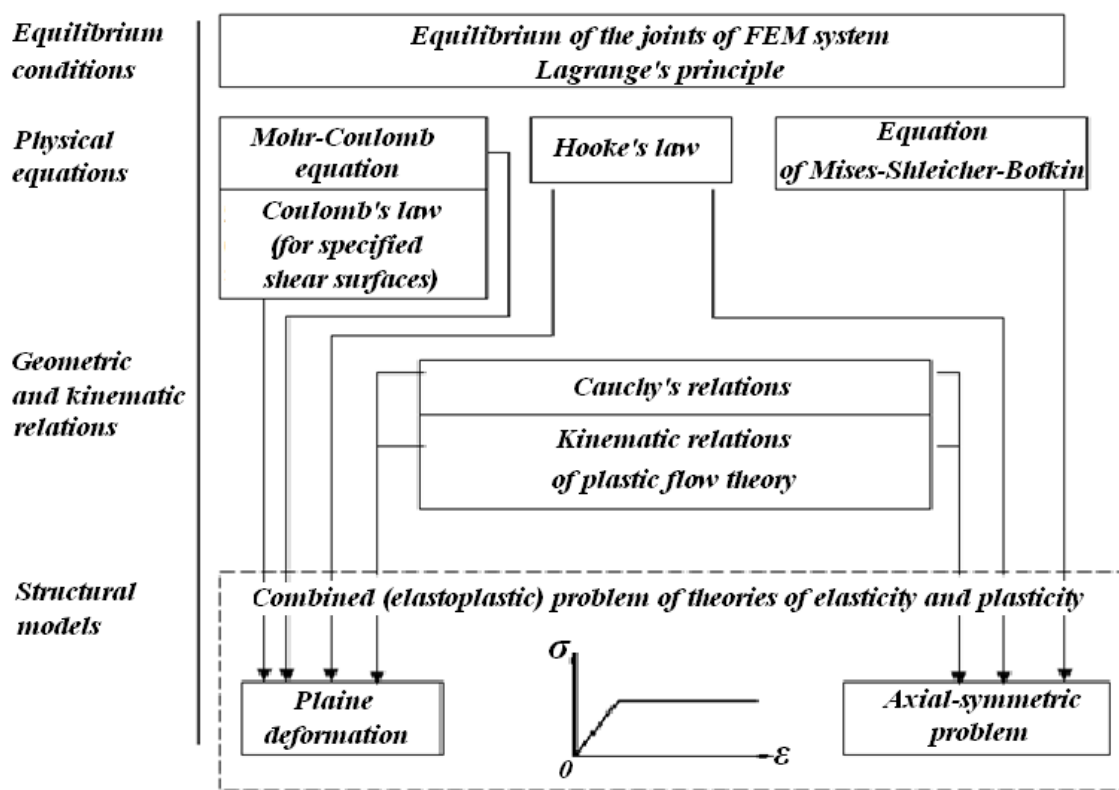 Equilibrium
conditions
Equilibrium of the joints of FEM system
Lagrange's principle
Physical
equations
Mohr-Coulomb
equation
Coulomb's law
(for specified
shear surfaces)
Hooke's law
Equation
of Mises-Shleicher-Botkin
Geometric
and kinematic
relations
Cauchy's relations
Kinematic relations
of plastic flow theory
Structural
models
Combined (elastoplastic) problem of theories of elasticity and plasticity
Plaine
deformation
σ
0
ε
Axial-symmetric
problem